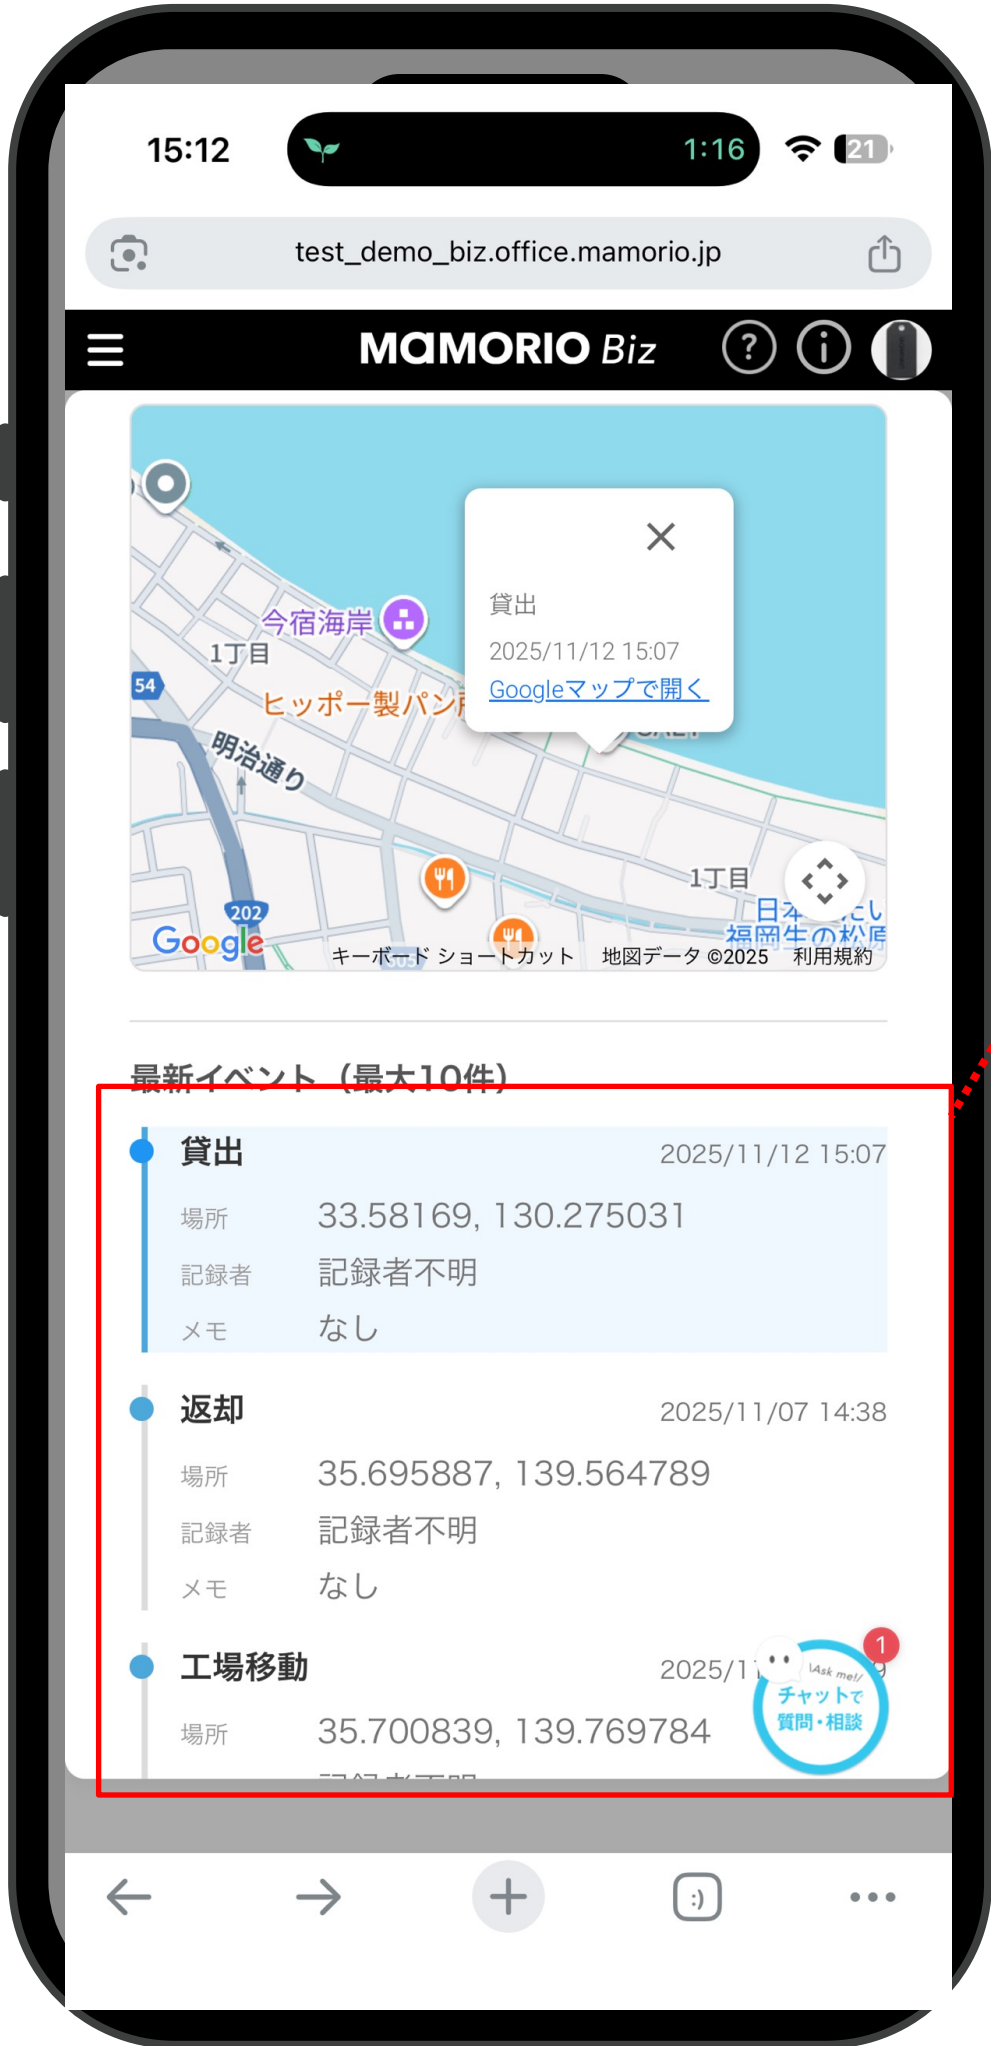 15:12
1:16
21
test_demo_biz.office.mamorio.jp
MAMORIO Biz
?
i
貸出
2025/11/12 15:07
Googleマップで開く
今宿海岸
1丁目
54
ヒッポー製パン
明治通り
1丁目
202
Google
福岡生の松原
キーボード ショートカット 地図データ ©2025 利用規約
最新イベント（最大10件）
貸出 2025/11/12 15:07
場所 33.58169, 130.275031
記録者 記録者不明
メモ なし
返却 2025/11/07 14:38
場所 35.695887, 139.564789
記録者 記録者不明
メモ なし
工場移動 2025/1
\Ask me!/
1
チャットで
質問・相談
場所 35.700839, 139.769784
:)